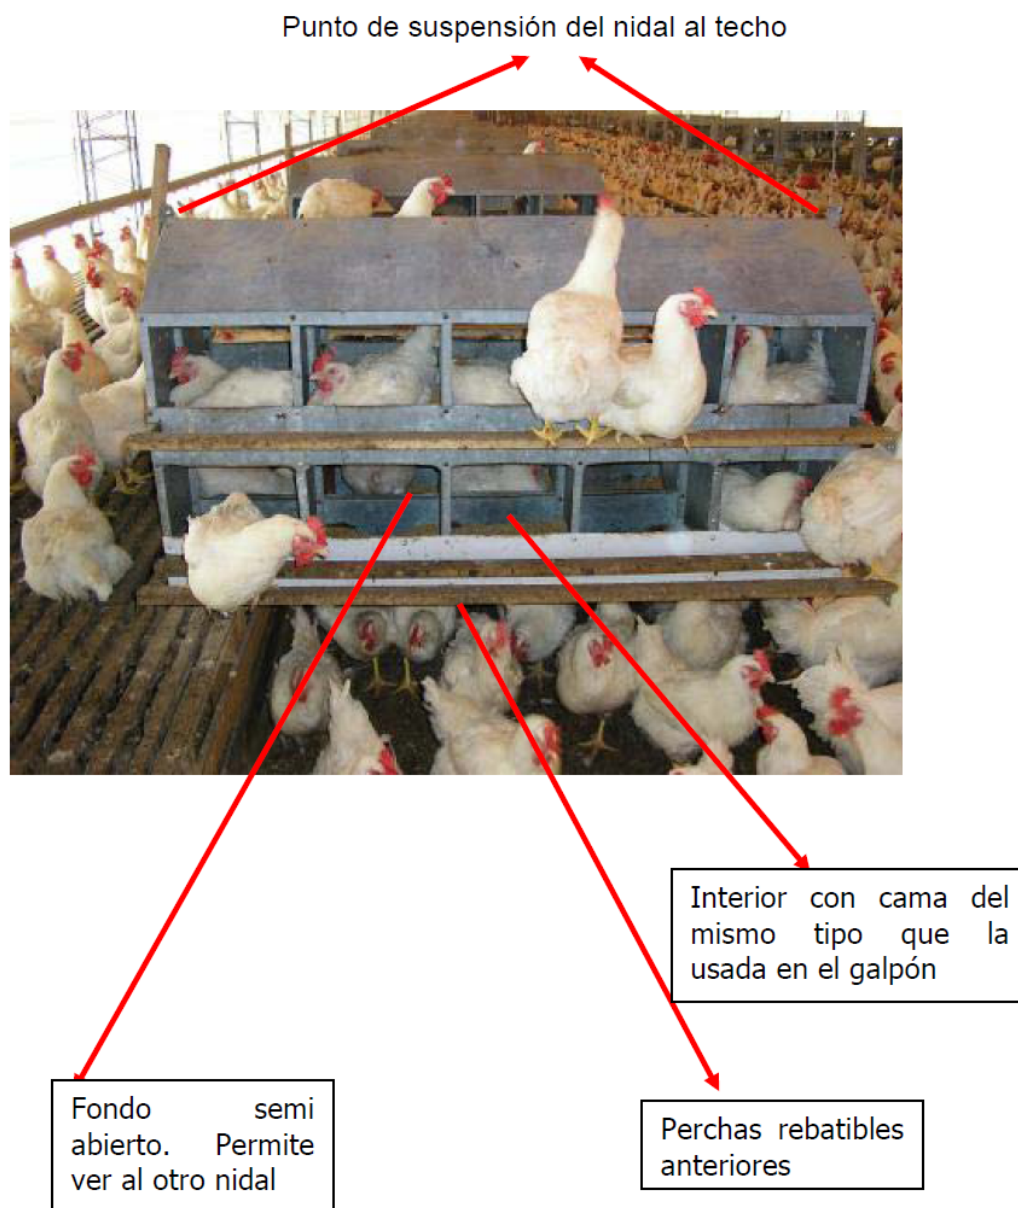 Punto de suspensión del nidal al techo
Interior con cama del
mismo tipo que la
usada en el galpón
Fondo semi
abierto. Permite
ver al otro nidal
Perchas rebatibles
anteriores